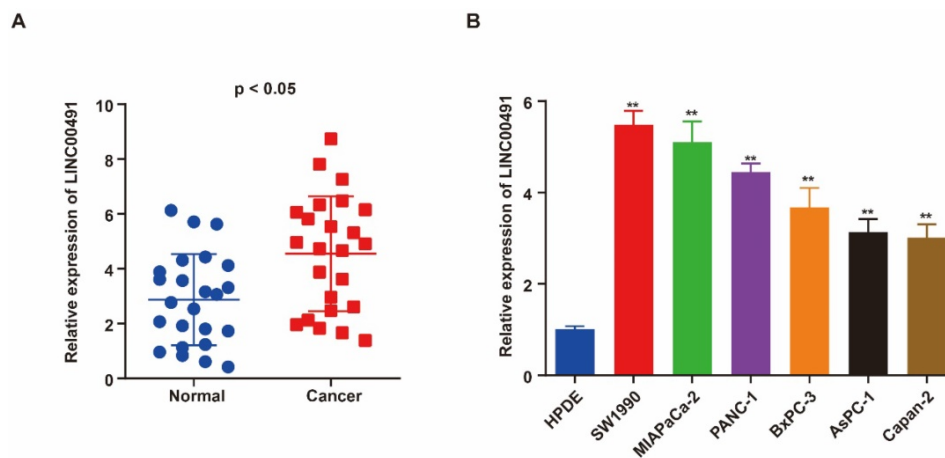 A
p < 0.05
Relative expression of LINC00491
10
8
6
4
2
0
Normal
Cancer
B
Relative expression of LINC00491
6
4
2
0
**
**
**
**
**
**
HPDE
SW1990
MIAPaCa-2
PANC-1
BxPC-3
AsPC-1
Capan-2